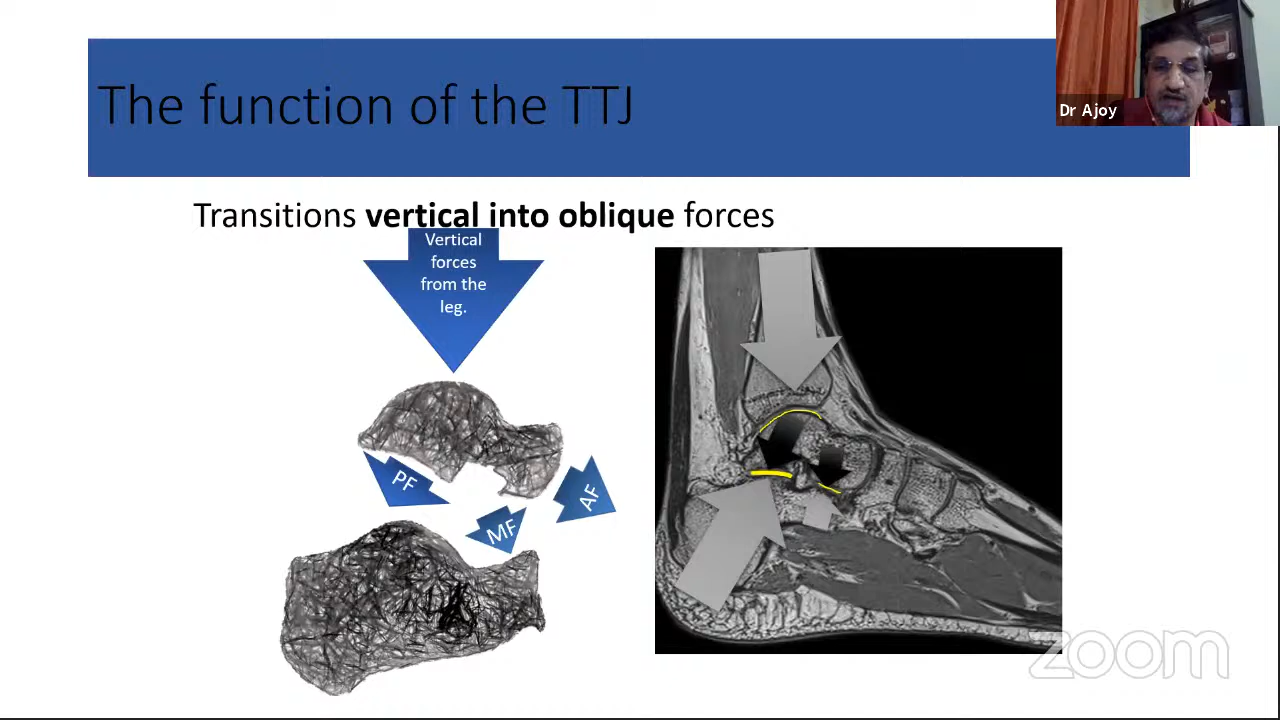 The function of the TTJ
Dr Ajoy
Transitions vertical into oblique forces
Vertical
forces
from the
leg.
PF
MF
AF
zoom